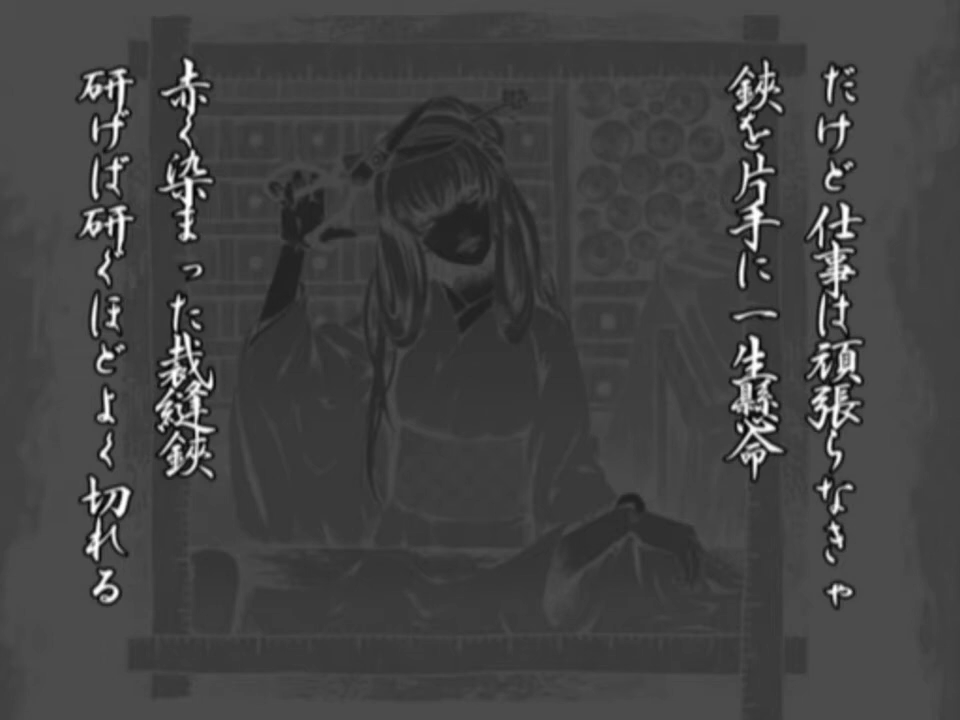 だけど仕事は頑張らなきゃ
鋏を片手に一生懸命
赤く染まった裁縫鋏
研げば研ぐほどよく切れる